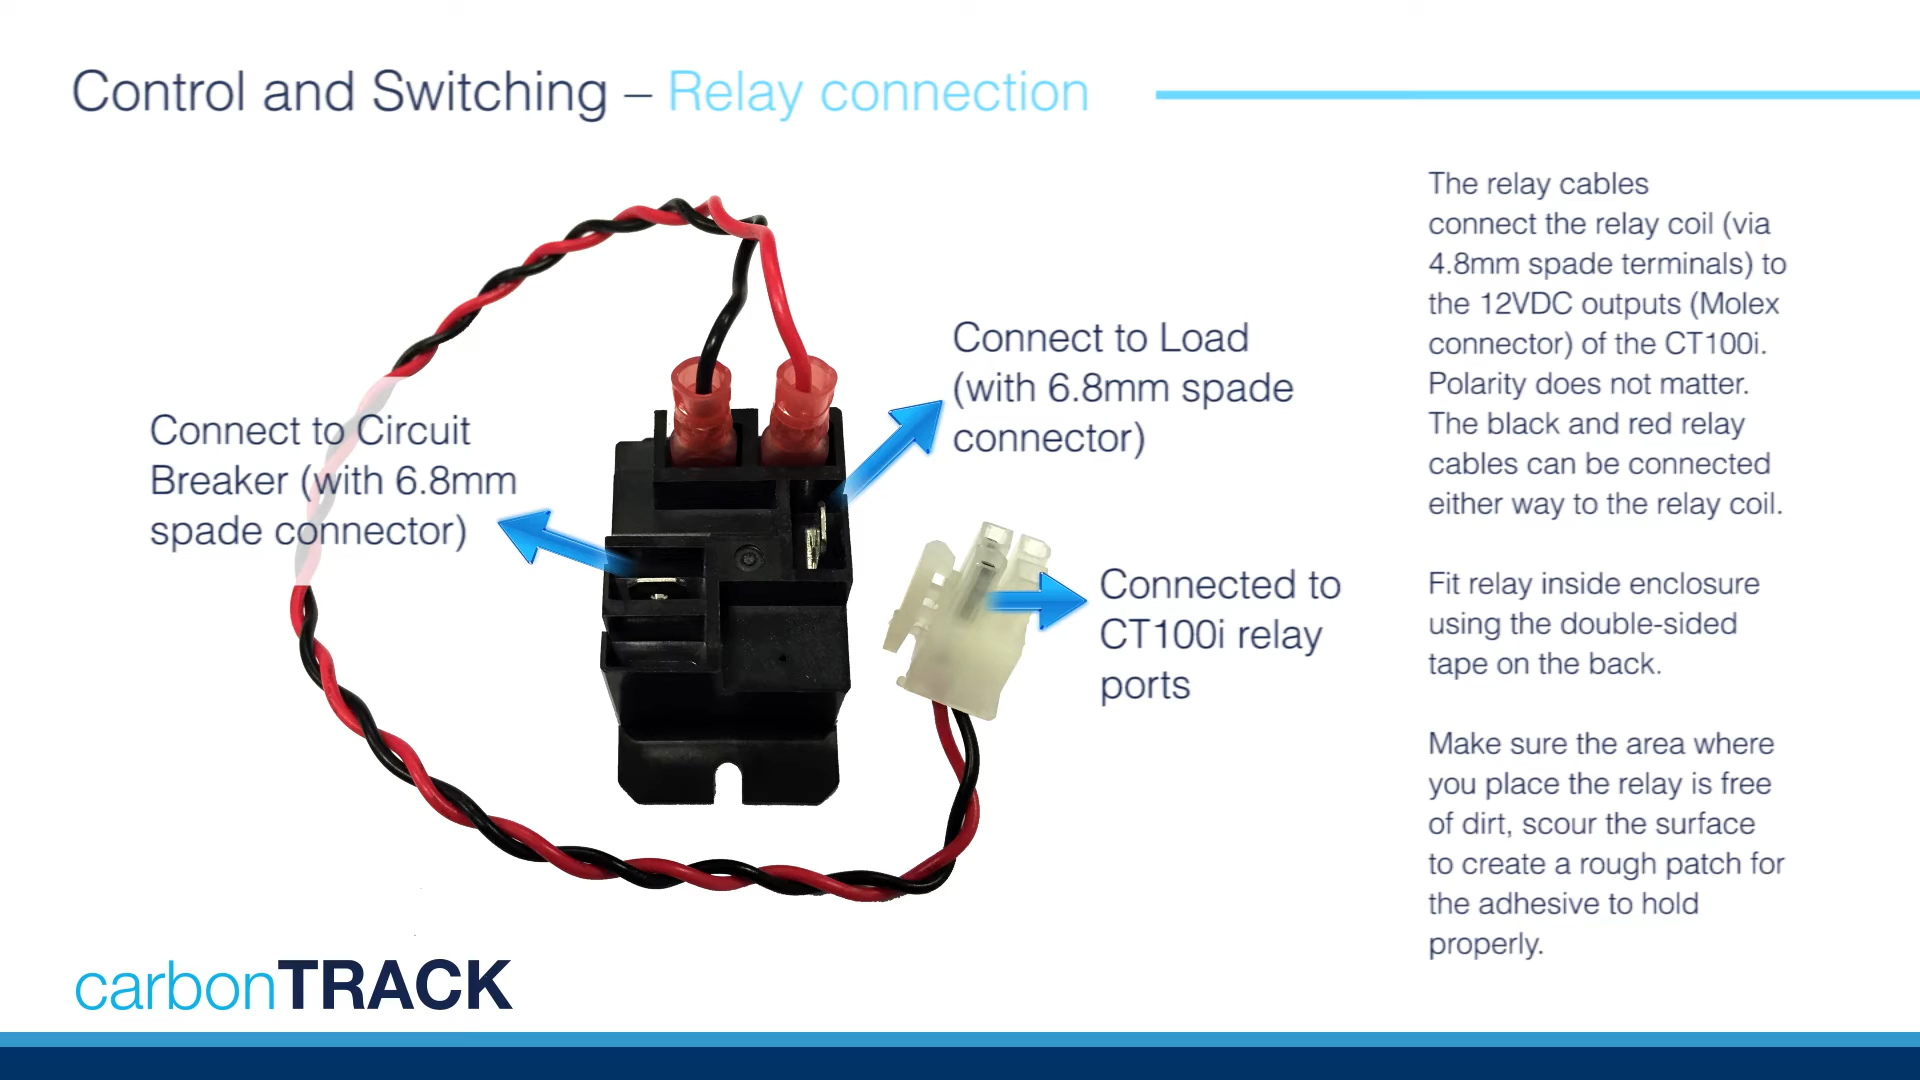 Control and Switching – Relay connection
Connect to Circuit
Breaker (with 6.8mm
spade connector)
Connect to Load
(with 6.8mm spade
connector)
Connected to
CT100i relay
ports
The relay cables
connect the relay coil (via
4.8mm spade terminals) to
the 12VDC outputs (Molex
connector) of the CT100i.
Polarity does not matter.
The black and red relay
cables can be connected
either way to the relay coil.
Fit relay inside enclosure
using the double-sided
tape on the back.
Make sure the area where
you place the relay is free
of dirt, scour the surface
to create a rough patch for
the adhesive to hold
properly.
carbonTRACK